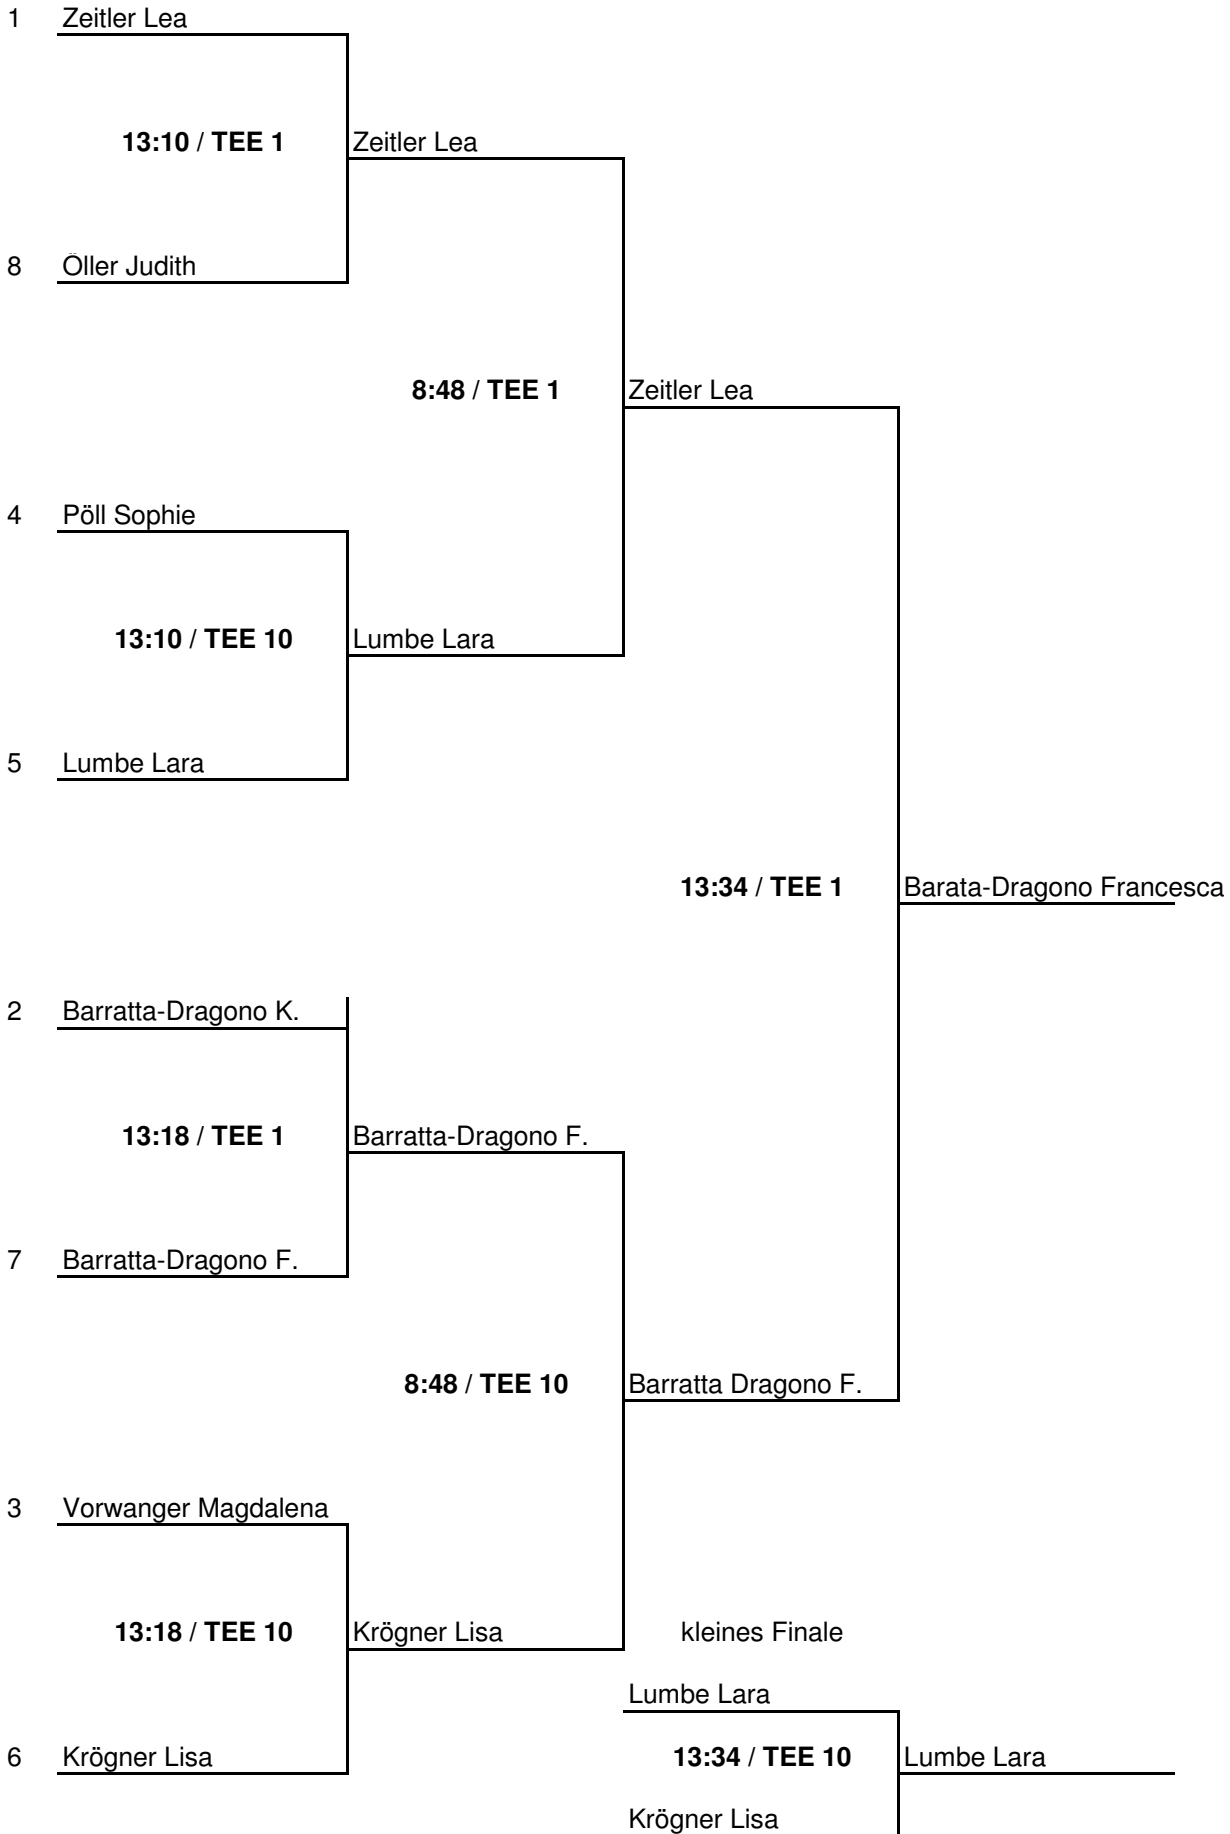 1 Zeitler Lea
13:10 / TEE 1 Zeitler Lea
8 Öller Judith
8:48 / TEE 1 Zeitler Lea
4 Pöll Sophie
13:10 / TEE 10 Lumbe Lara
5 Lumbe Lara
13:34 / TEE 1 Barata-Dragono Francesca
2 Barratta-Dragono K.
13:18 / TEE 1 Barratta-Dragono F.
7 Barratta-Dragono F.
8:48 / TEE 10 Barratta Dragono F.
3 Vorwanger Magdalena
13:18 / TEE 10 Krögner Lisa kleines Finale
Lumbe Lara
6 Krögner Lisa 13:34 / TEE 10 Lumbe Lara
Krögner Lisa